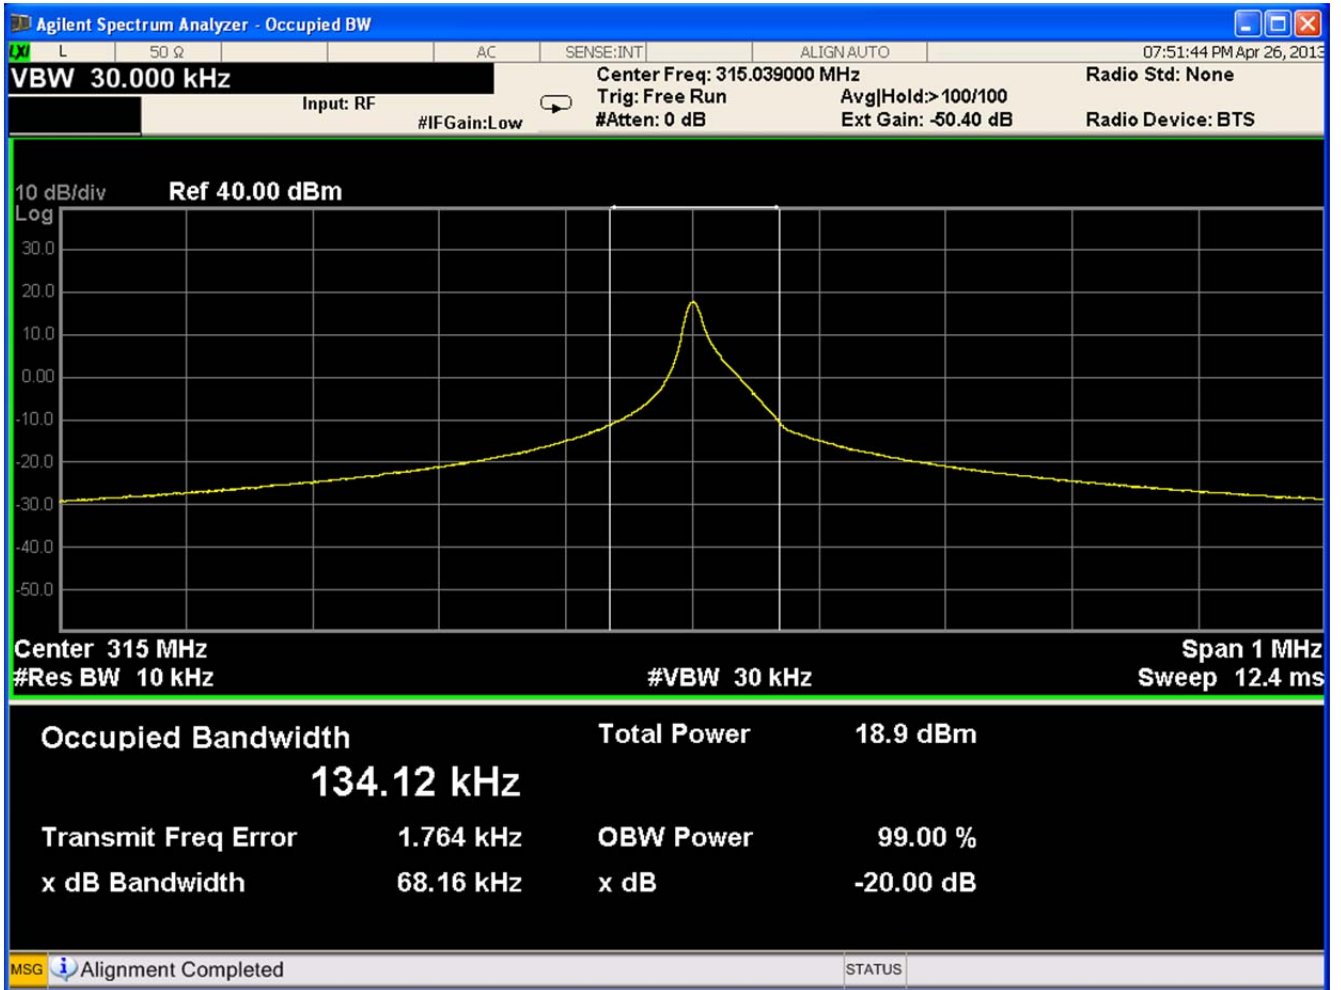 Agilent Spectrum Analyzer - Occupied BW
LXI L 50 Ω AC SENSE:INT ALIGNAUTO 07:51:44 PM Apr 26, 2013
VBW 30.000 kHz Center Freq: 315.039000 MHz Radio Std: None
Input: RF Trig: Free Run Avg|Hold:>100/100
#IFGain:Low #Atten: 0 dB Ext Gain: -50.40 dB Radio Device: BTS
10 dB/div Ref 40.00 dBm
Log
30.0
20.0
10.0
0.00
-10.0
-20.0
-30.0
-40.0
-50.0
Center 315 MHz Span 1 MHz
#Res BW 10 kHz #VBW 30 kHz Sweep 12.4 ms
Occupied Bandwidth Total Power 18.9 dBm
134.12 kHz
Transmit Freq Error 1.764 kHz OBW Power 99.00 %
x dB Bandwidth 68.16 kHz x dB -20.00 dB
MSG Alignment Completed STATUS